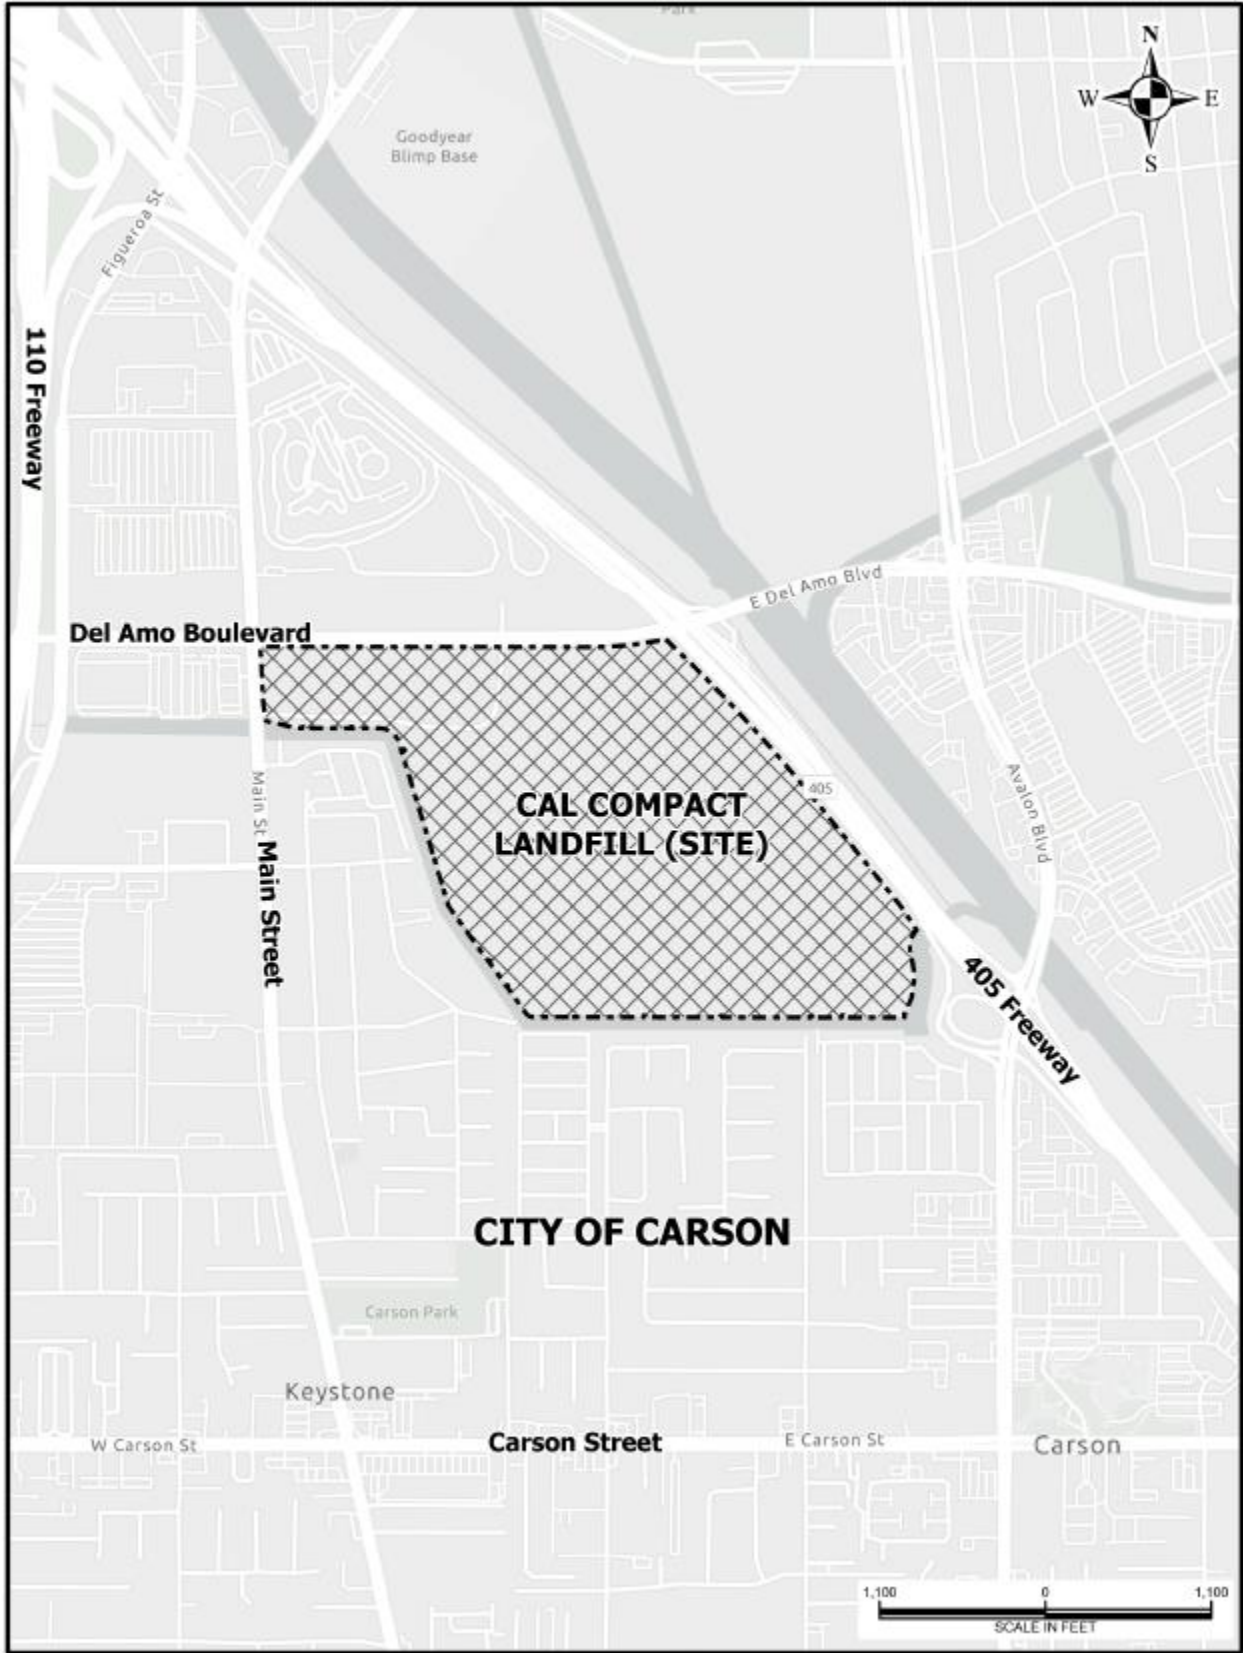 Park
N
W E
S
Goodyear
Blimp Base
Figueroa St
110 Freeway
E Del Amo Blvd
Del Amo Boulevard
405
Avalon Blvd
CAL COMPACT
LANDFILL (SITE)
Main St
Main Street
405 Freeway
CITY OF CARSON
Carson Park
Keystone
W Carson St
Carson Street
E Carson St
Carson
1,100 0 1,100
SCALE IN FEET